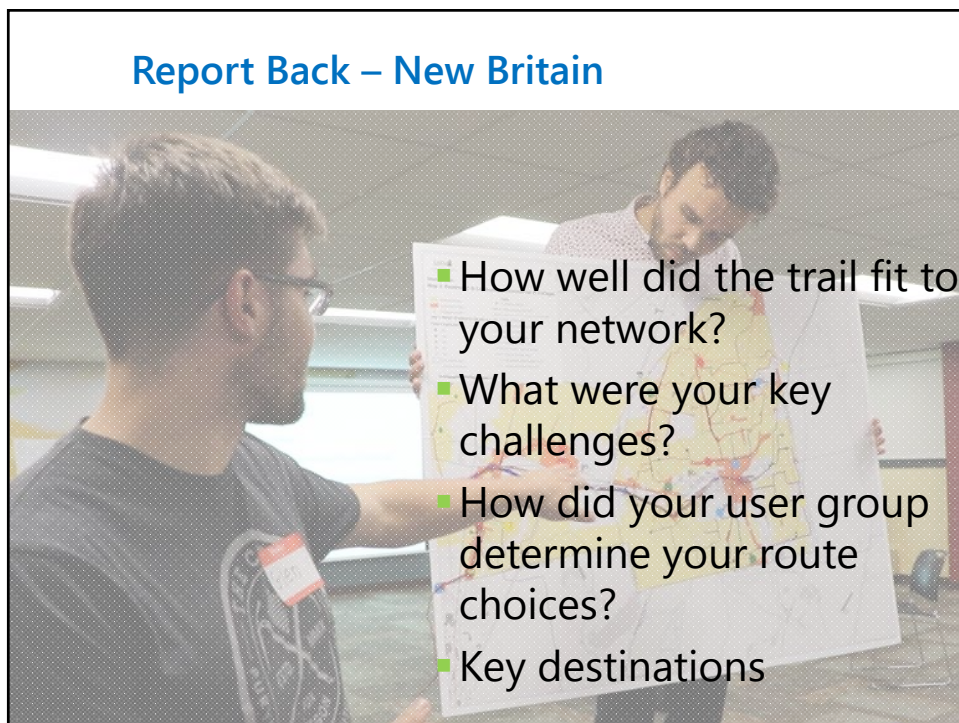 Report Back – New Britain
▪ How well did the trail fit to
your network?
▪ What were your key
challenges?
▪ How did your user group
determine your route
choices?
▪ Key destinations